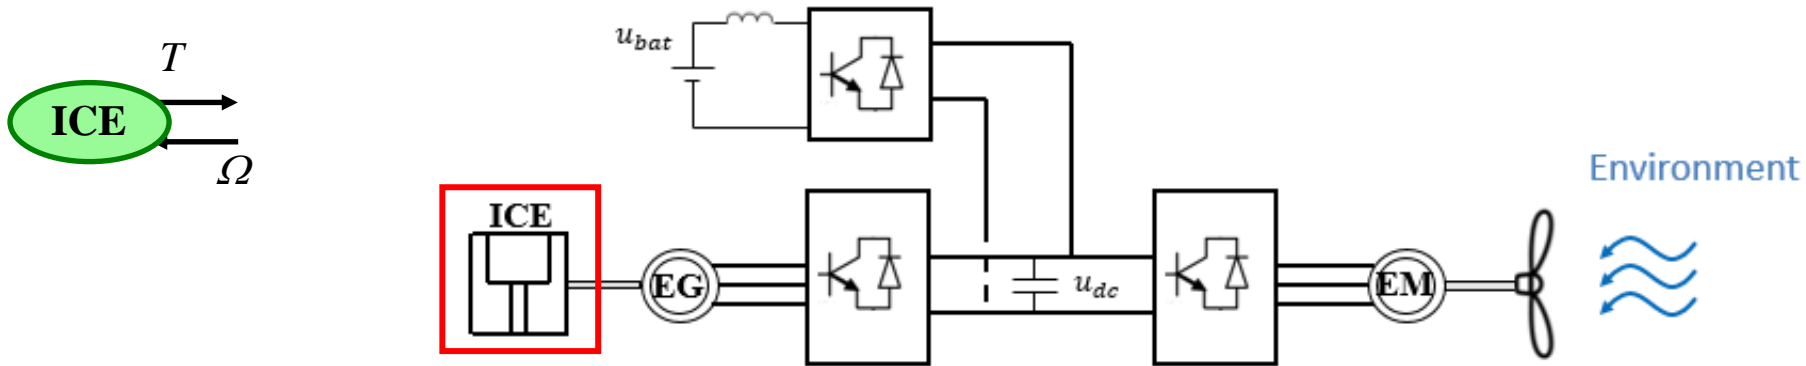 T
ICE
Ω
u_bat
Environment
ICE
EG
u_dc
EM